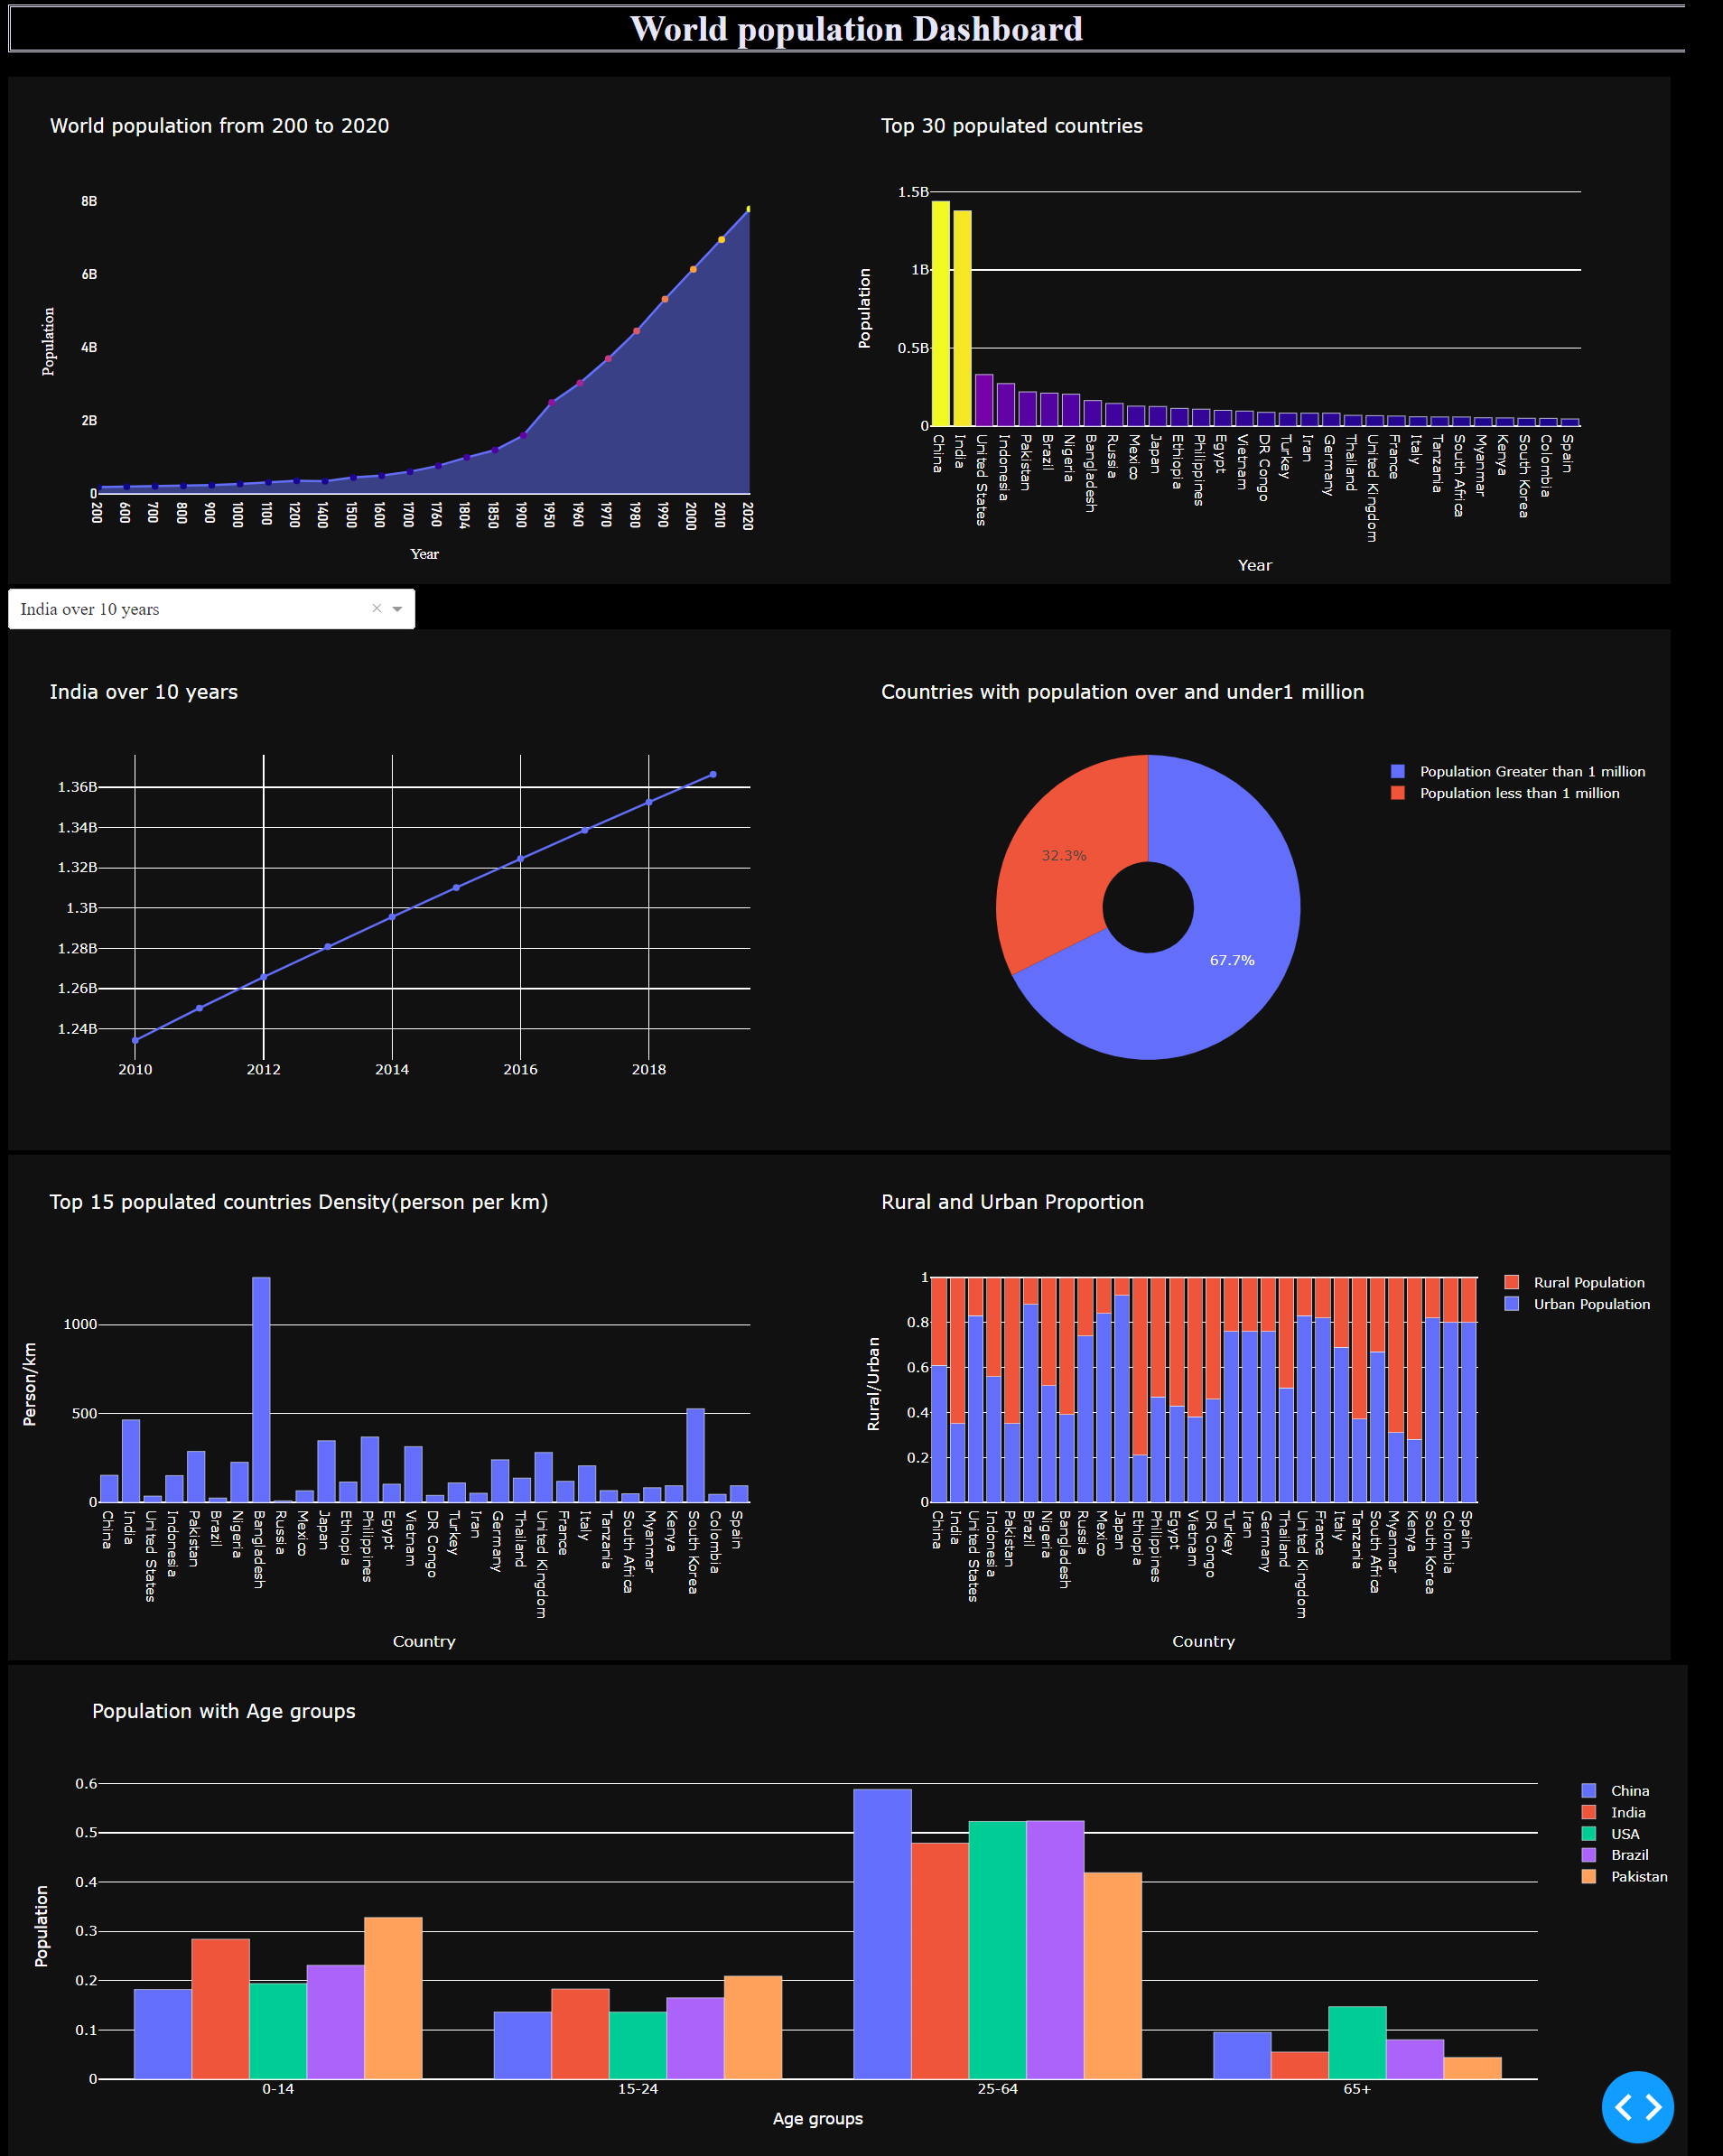 World population Dashboard
World population from 200 to 2020
8B
6B
4B
2B
0
Population
200 600 700 800 900 1000 1100 1200 1400 1500 1600 1700 1760 1804 1850 1900 1950 1960 1970 1980 1990 2000 2010 2020
Year
Top 30 populated countries
1.5B
1B
0.5B
0
Population
China India United States Indonesia Pakistan Brazil Nigeria Bangladesh Russia Mexico Japan Ethiopia Philippines Egypt Vietnam DR Congo Turkey Iran Germany Thailand United Kingdom France Italy Tanzania South Africa Myanmar Kenya South Korea Colombia Spain
Year
India over 10 years
India over 10 years
1.36B
1.34B
1.32B
1.3B
1.28B
1.26B
1.24B
2010 2012 2014 2016 2018
Countries with population over and under1 million
Population Greater than 1 million
Population less than 1 million
32.3%
67.7%
Top 15 populated countries Density(person per km)
1000
500
0
Person/km
China India United States Indonesia Pakistan Brazil Nigeria Bangladesh Russia Mexico Japan Ethiopia Philippines Egypt Vietnam DR Congo Turkey Iran Germany Thailand United Kingdom France Italy Tanzania South Africa Myanmar Kenya South Korea Colombia Spain
Country
Rural and Urban Proportion
1
0.8
0.6
0.4
0.2
0
Rural/Urban
Rural Population
Urban Population
China India United States Indonesia Pakistan Brazil Nigeria Bangladesh Russia Mexico Japan Ethiopia Philippines Egypt Vietnam DR Congo Turkey Iran Germany Thailand United Kingdom France Italy Tanzania South Africa Myanmar Kenya South Korea Colombia Spain
Country
Population with Age groups
0.6
0.5
0.4
0.3
0.2
0.1
0
Population
China
India
USA
Brazil
Pakistan
0-14 15-24 25-64 65+
Age groups